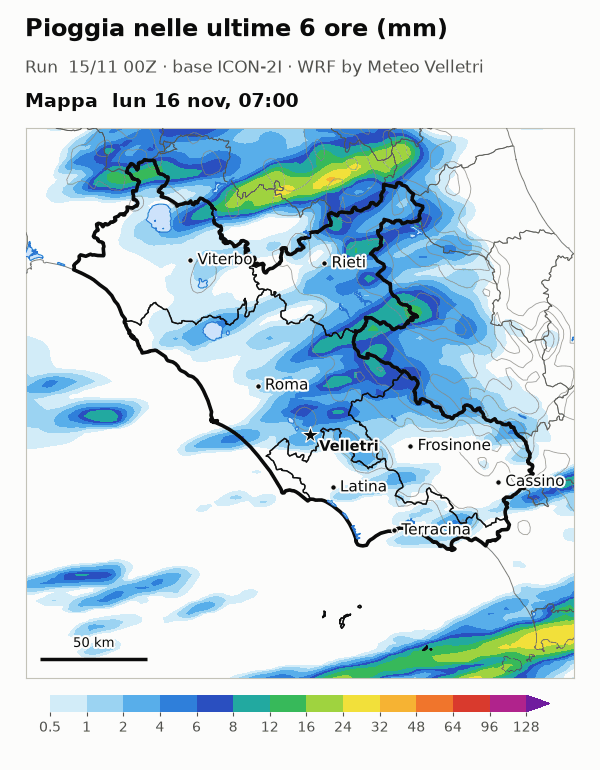 Pioggia nelle ultime 6 ore (mm)
Run  15/11 00Z · base ICON-2I · WRF by Meteo Velletri
Mappa  lun 16 nov, 07:00
Viterbo
Rieti
Roma
Velletri
Frosinone
Latina
Cassino
Terracina
50 km
0.5 1 2 4 6 8 12 16 24 32 48 64 96 128